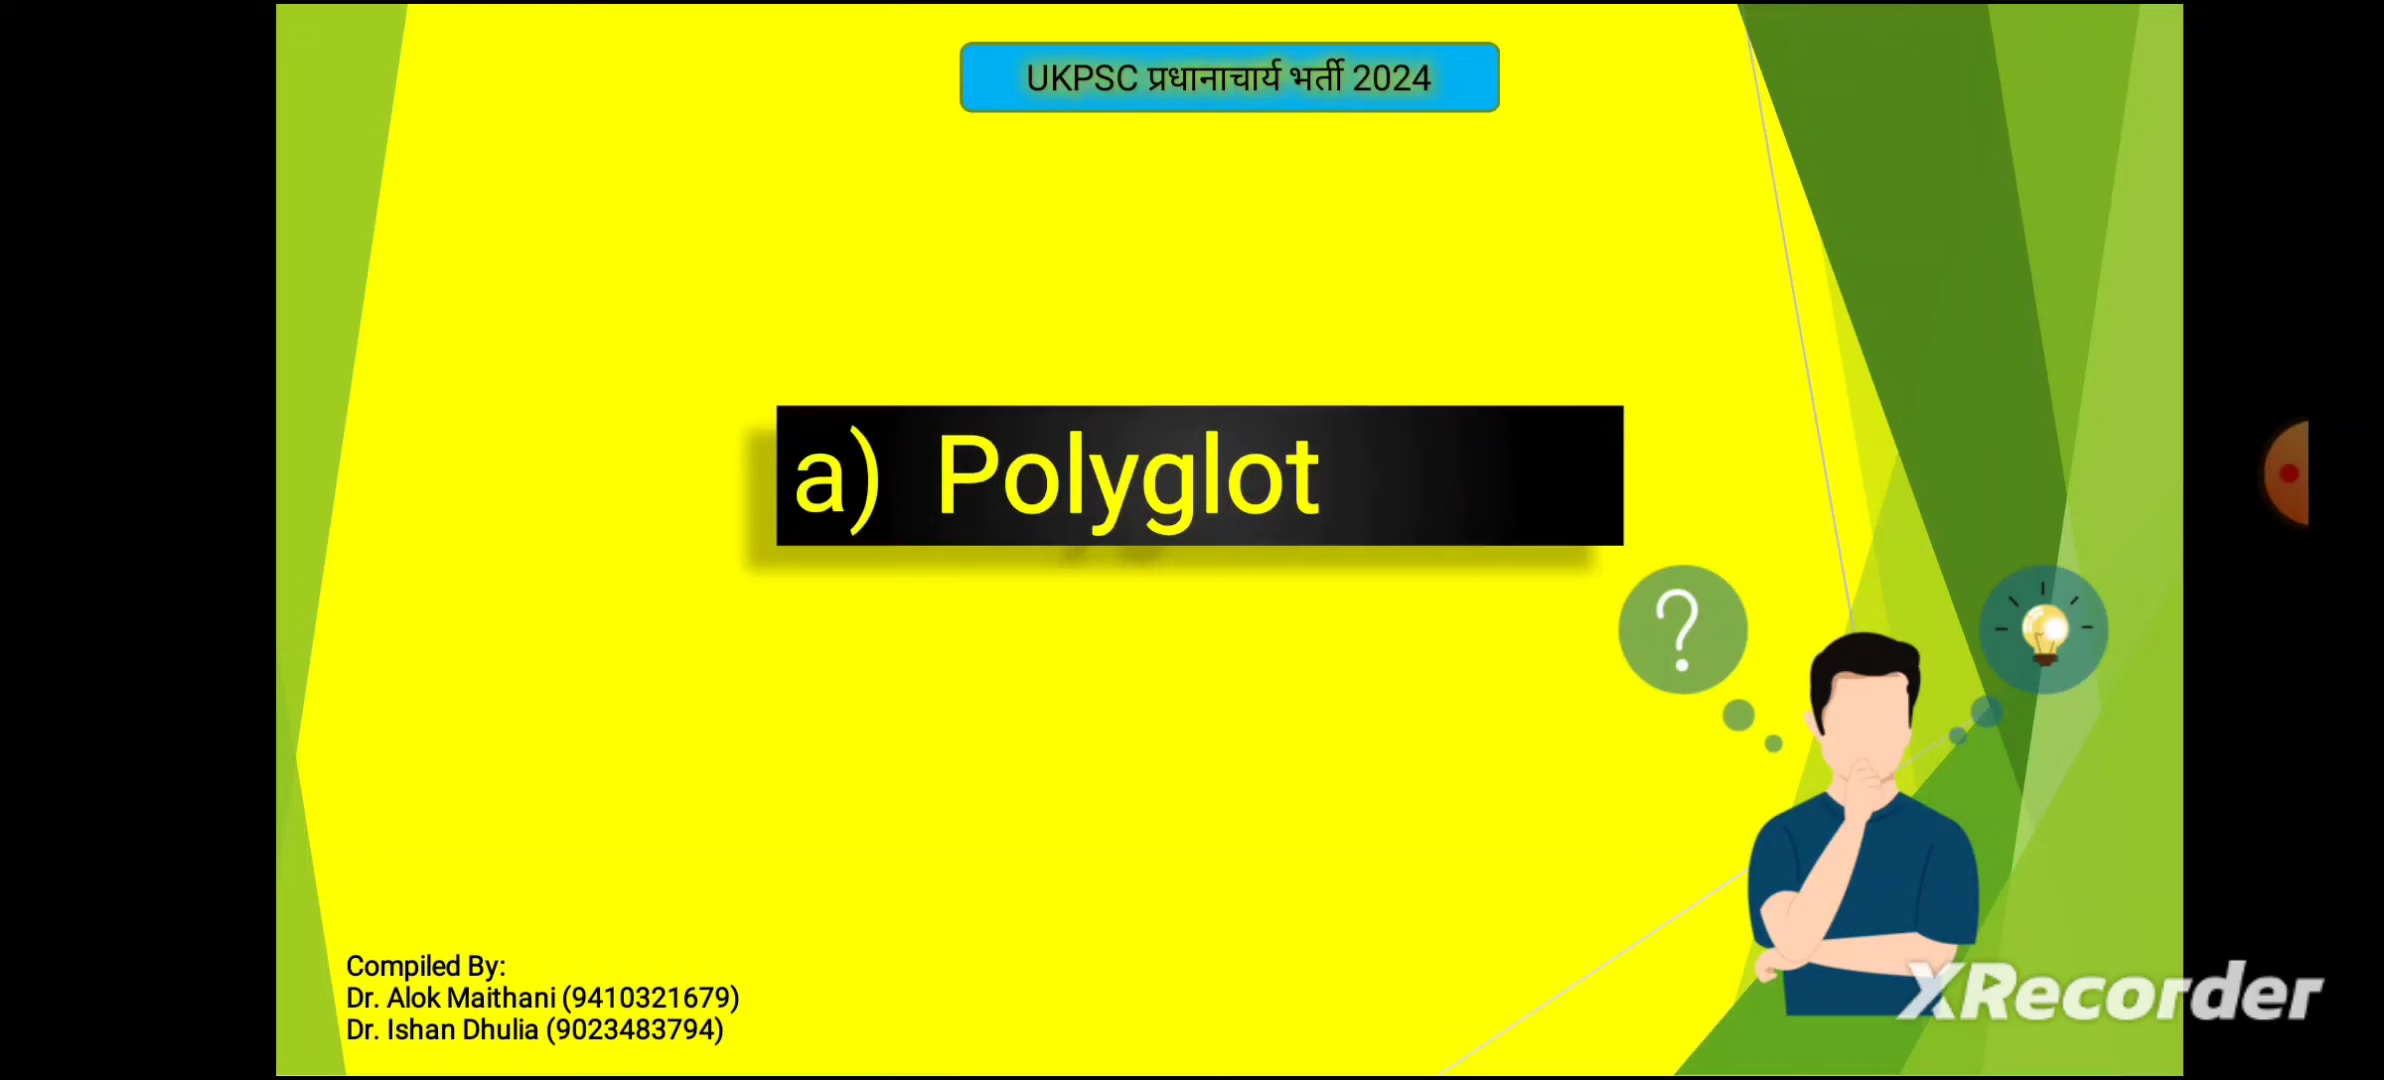 UKPSC प्रधानाचार्य भर्ती 2024
a) Polyglot
?
Compiled By:
Dr. Alok Maithani (9410321679)
Dr. Ishan Dhulia (9023483794)
XRecorder